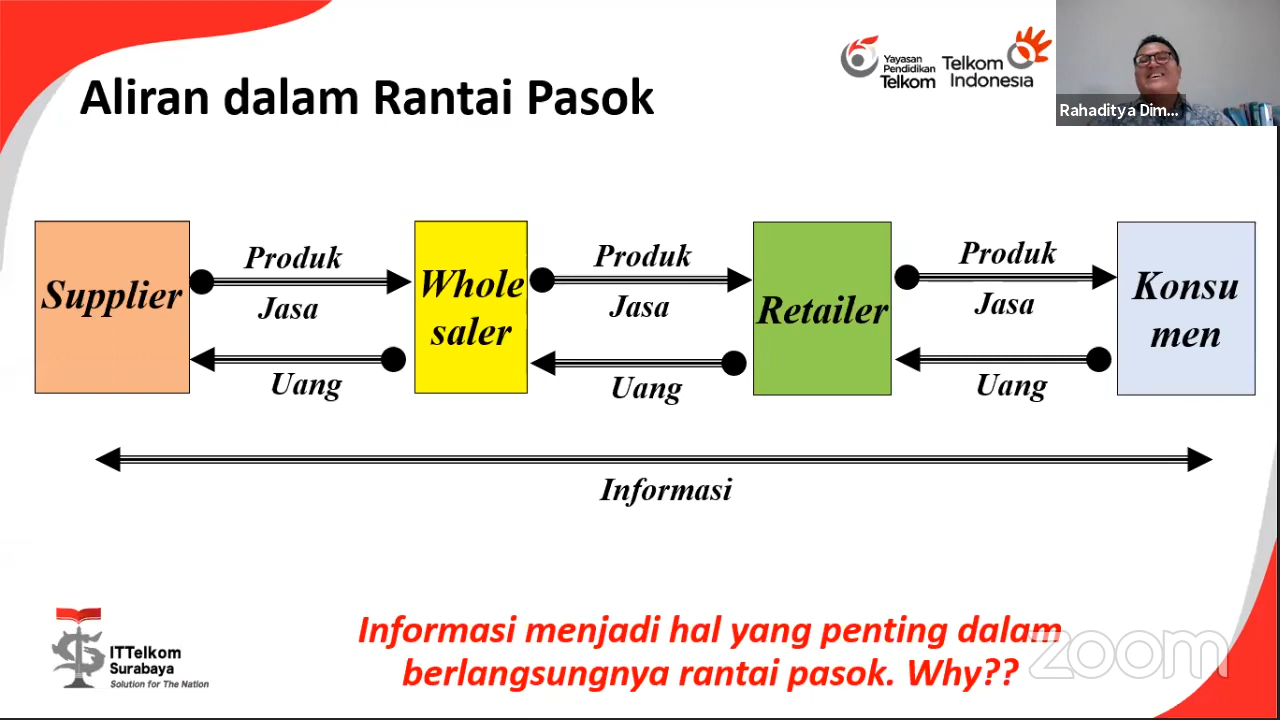 Aliran dalam Rantai Pasok
Yayasan
Pendidikan
Telkom
Telkom
Indonesia
Rahaditya Dim...
Supplier
Produk
Jasa
Uang
Whole
saler
Produk
Jasa
Uang
Retailer
Produk
Jasa
Uang
Konsu
men
Informasi
Informasi menjadi hal yang penting dalam
berlangsungnya rantai pasok. Why??
ITTelkom
Surabaya
Solution for The Nation
zoom